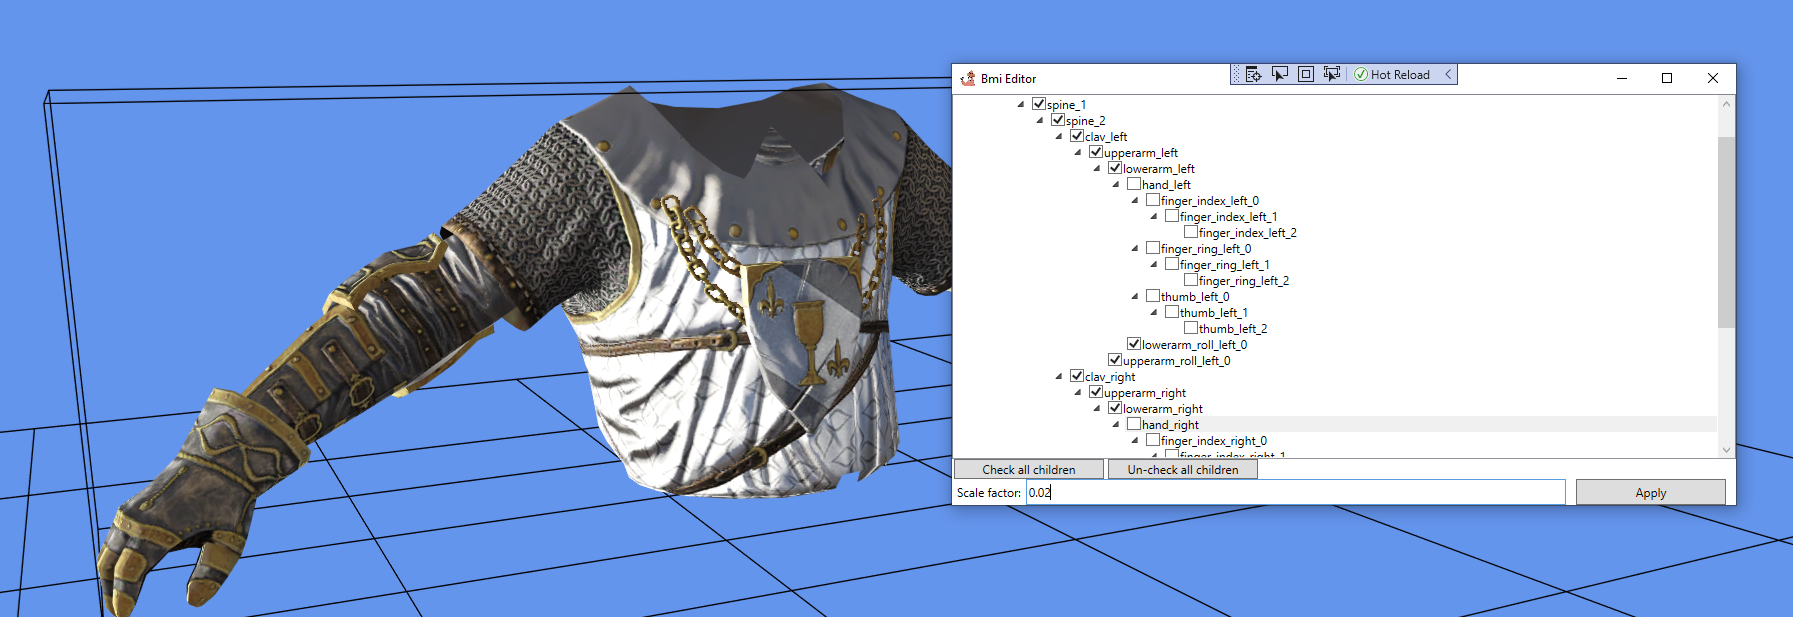 Bmi Editor
Hot Reload
spine_1
spine_2
clav_left
upperarm_left
lowerarm_left
hand_left
finger_index_left_0
finger_index_left_1
finger_index_left_2
finger_ring_left_0
finger_ring_left_1
finger_ring_left_2
thumb_left_0
thumb_left_1
thumb_left_2
lowerarm_roll_left_0
upperarm_roll_left_0
clav_right
upperarm_right
lowerarm_right
hand_right
finger_index_right_0
finger_index_right_1
Check all children
Un-check all children
Scale factor: 0.02
Apply